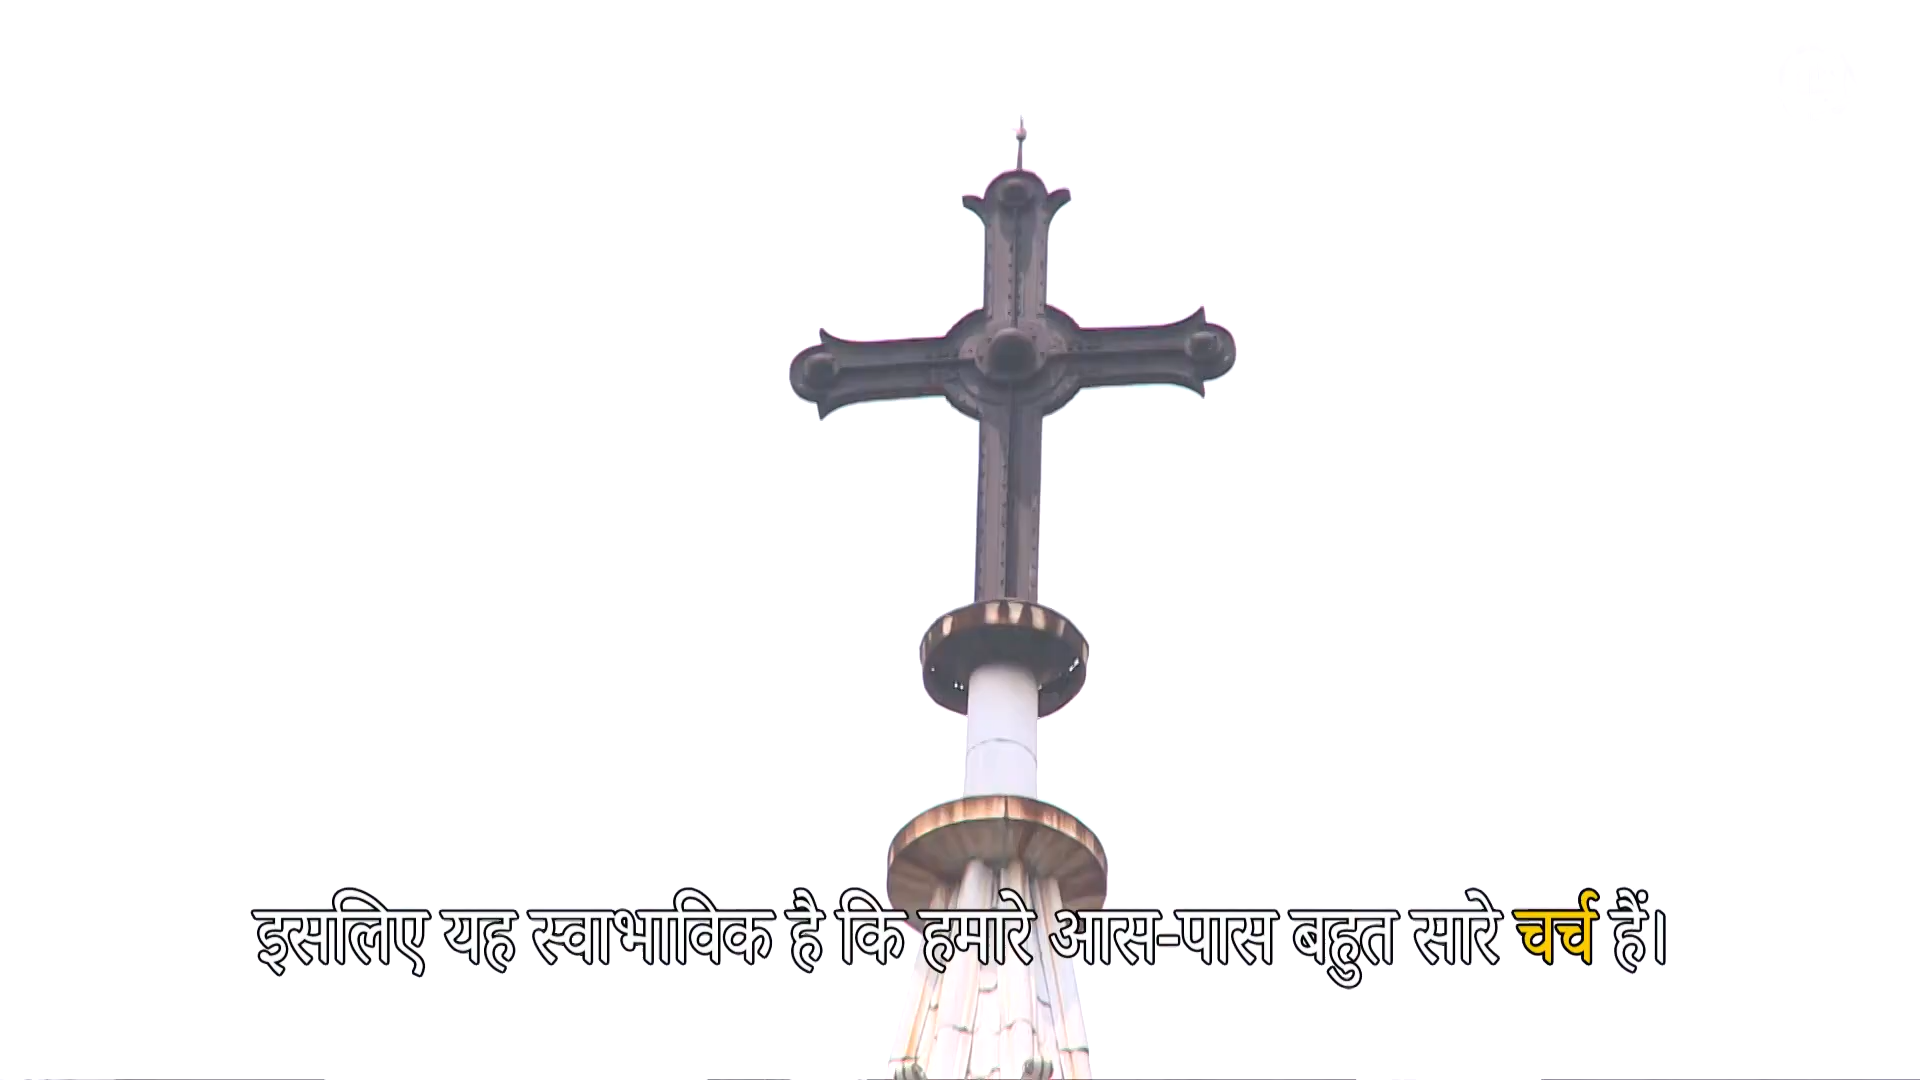 इसलिए यह स्वाभाविक है कि हमारे आस-पास बहुत सारे चर्च हैं।